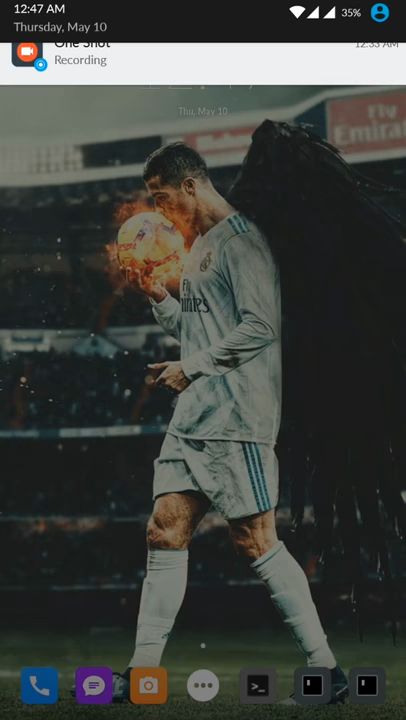 12:47 AM
35%
Thursday, May 10
One Shot
12:33 AM
Recording
Thu, May 10
Fly
Emirates
Fly
Emirates
>_